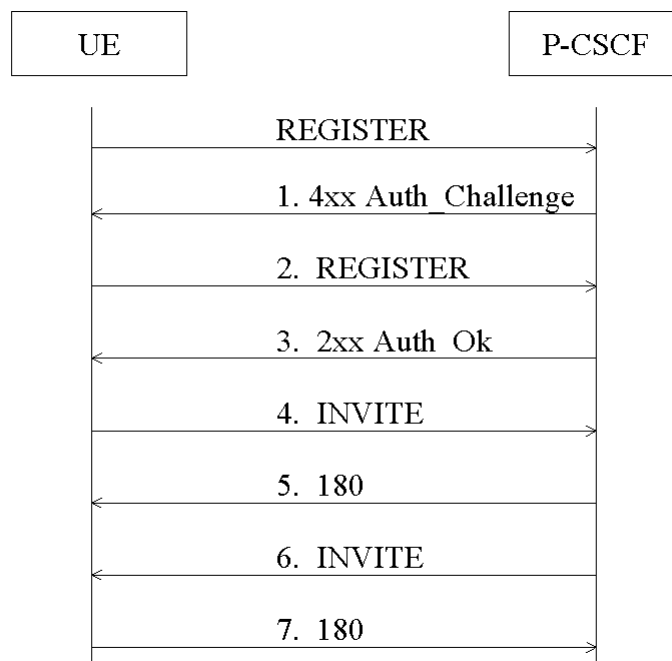 UE
P-CSCF
REGISTER
1. 4xx Auth_Challenge
2. REGISTER
3. 2xx Auth_Ok
4. INVITE
5. 180
6. INVITE
7. 180